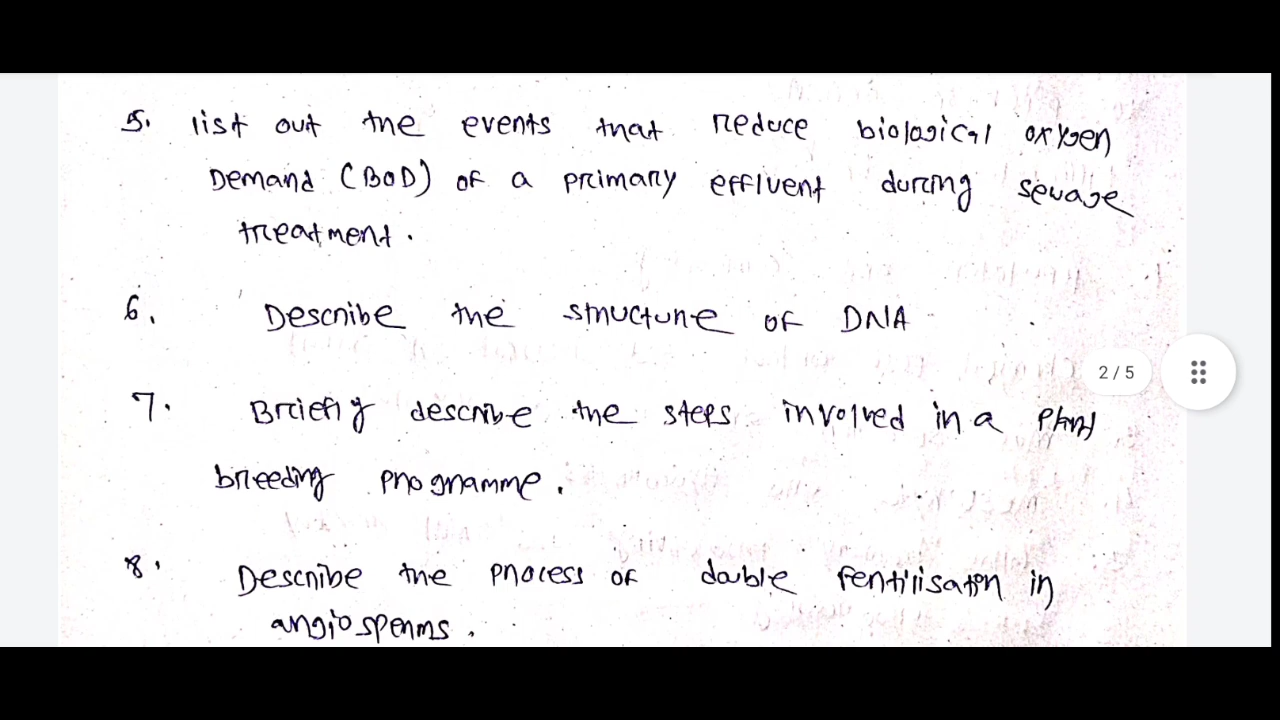 5. list out the events that reduce biological oxygen
Demand (BOD) of a primary effluent during sewage
treatment.
6. Describe the structure of DNA
2/5
7. Briefly describe the steps involved in a plant
breeding programme.
8. Describe the process of double fertilisation in
angiosperms.